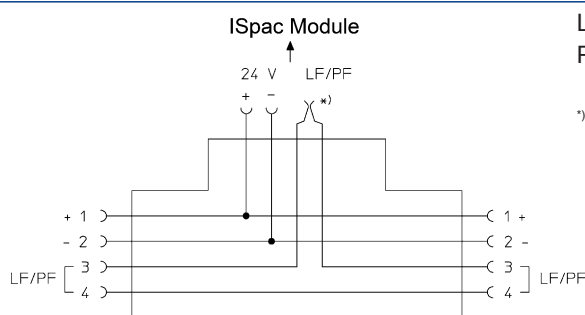 ISpac Module
24 V LF/PF
+ - *)
+ 1 1 +
- 2 2 -
3 3
LF/PF LF/PF
4 4
L
F
*)